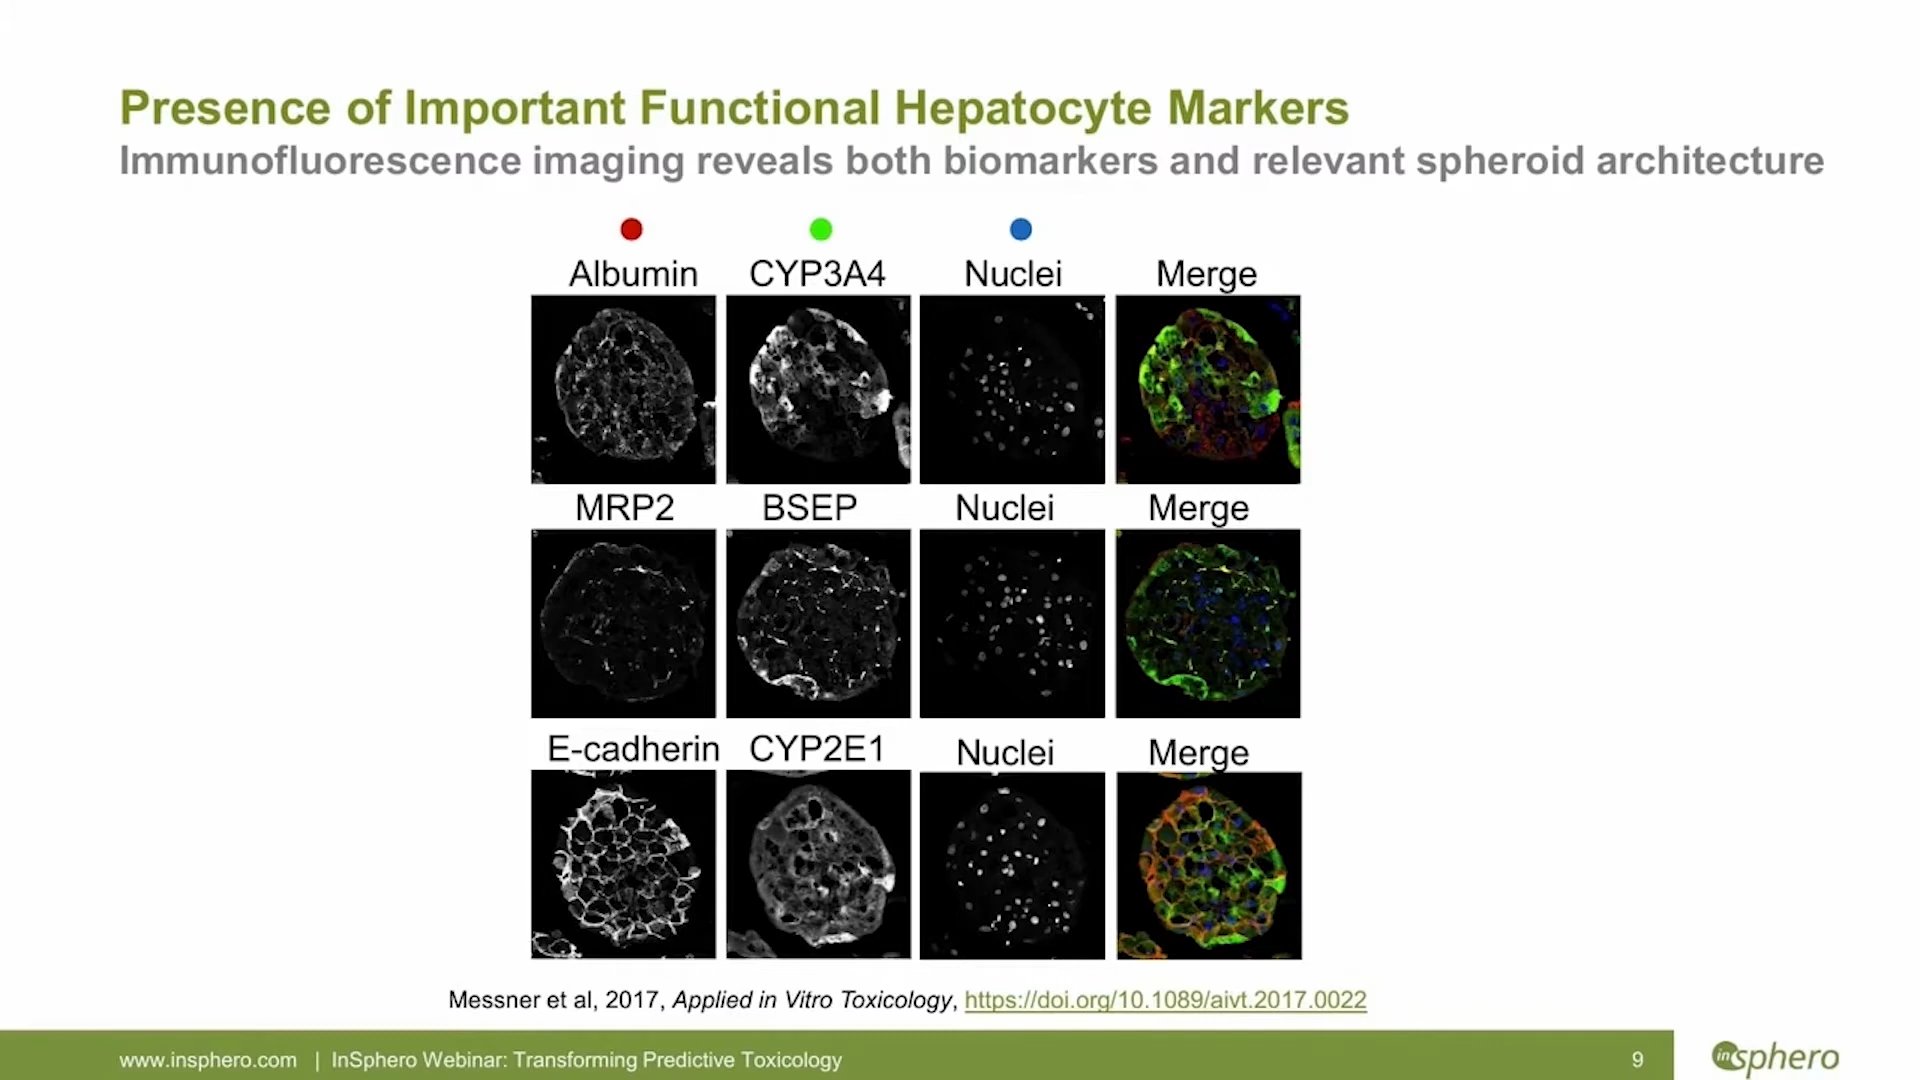 Presence of Important Functional Hepatocyte Markers
Immunofluorescence imaging reveals both biomarkers and relevant spheroid architecture
Albumin CYP3A4 Nuclei Merge
MRP2 BSEP Nuclei Merge
E-cadherin CYP2E1 Nuclei Merge
Messner et al, 2017, Applied in Vitro Toxicology, https://doi.org/10.1089/aivt.2017.0022
www.insphero.com | InSphero Webinar: Transforming Predictive Toxicology 9
insphero